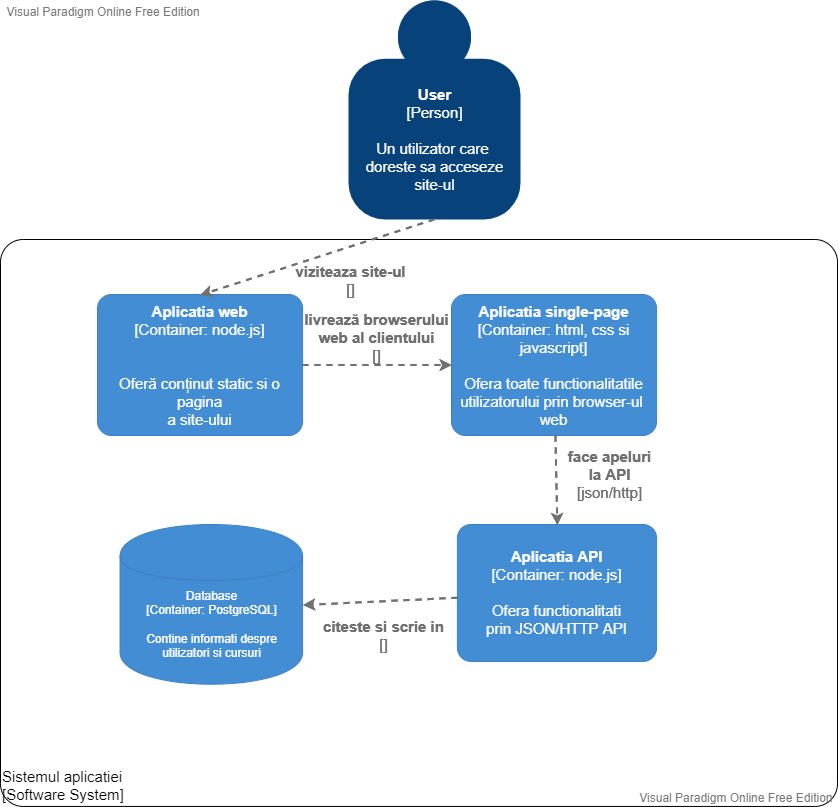 Visual Paradigm Online Free Edition
User
[Person]
Un utilizator care
doreste sa acceseze
site-ul
viziteaza site-ul
[]
Aplicatia web
[Container: node.js]
Oferă conținut static si o
pagina
a site-ului
livrează browserului
web al clientului
[]
Aplicatia single-page
[Container: html, css si
javascript]
Ofera toate functionalitatile
utilizatorului prin browser-ul
web
face apeluri
la API
[json/http]
Aplicatia API
[Container: node.js]
Ofera functionalitati
prin JSON/HTTP API
citeste si scrie in
[]
Database
[Container: PostgreSQL]
Contine informati despre
utilizatori si cursuri
Sistemul aplicatiei
[Software System]
Visual Paradigm Online Free Edition